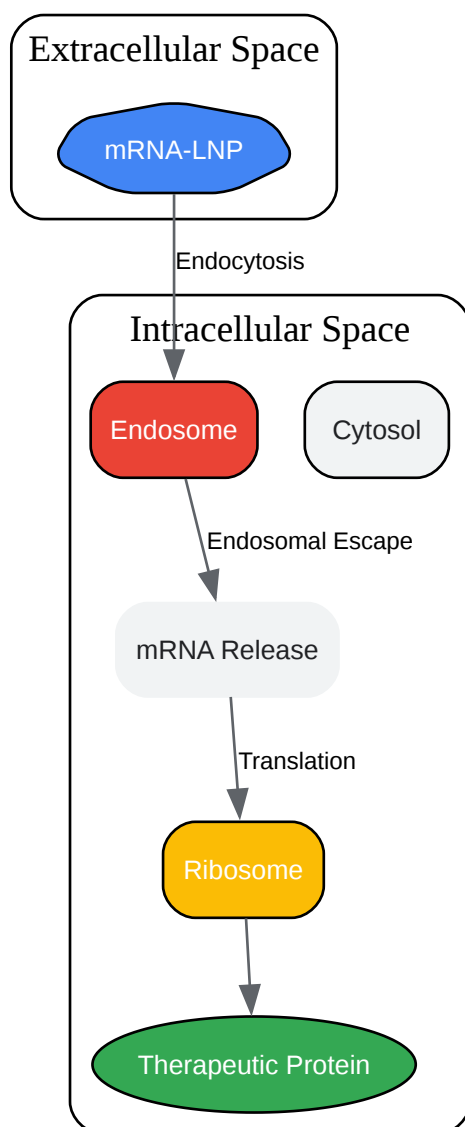 Extracellular Space
mRNA-LNP
Endocytosis
Intracellular Space
Endosome
Cytosol
Endosomal Escape
mRNA Release
Translation
Ribosome
Therapeutic Protein